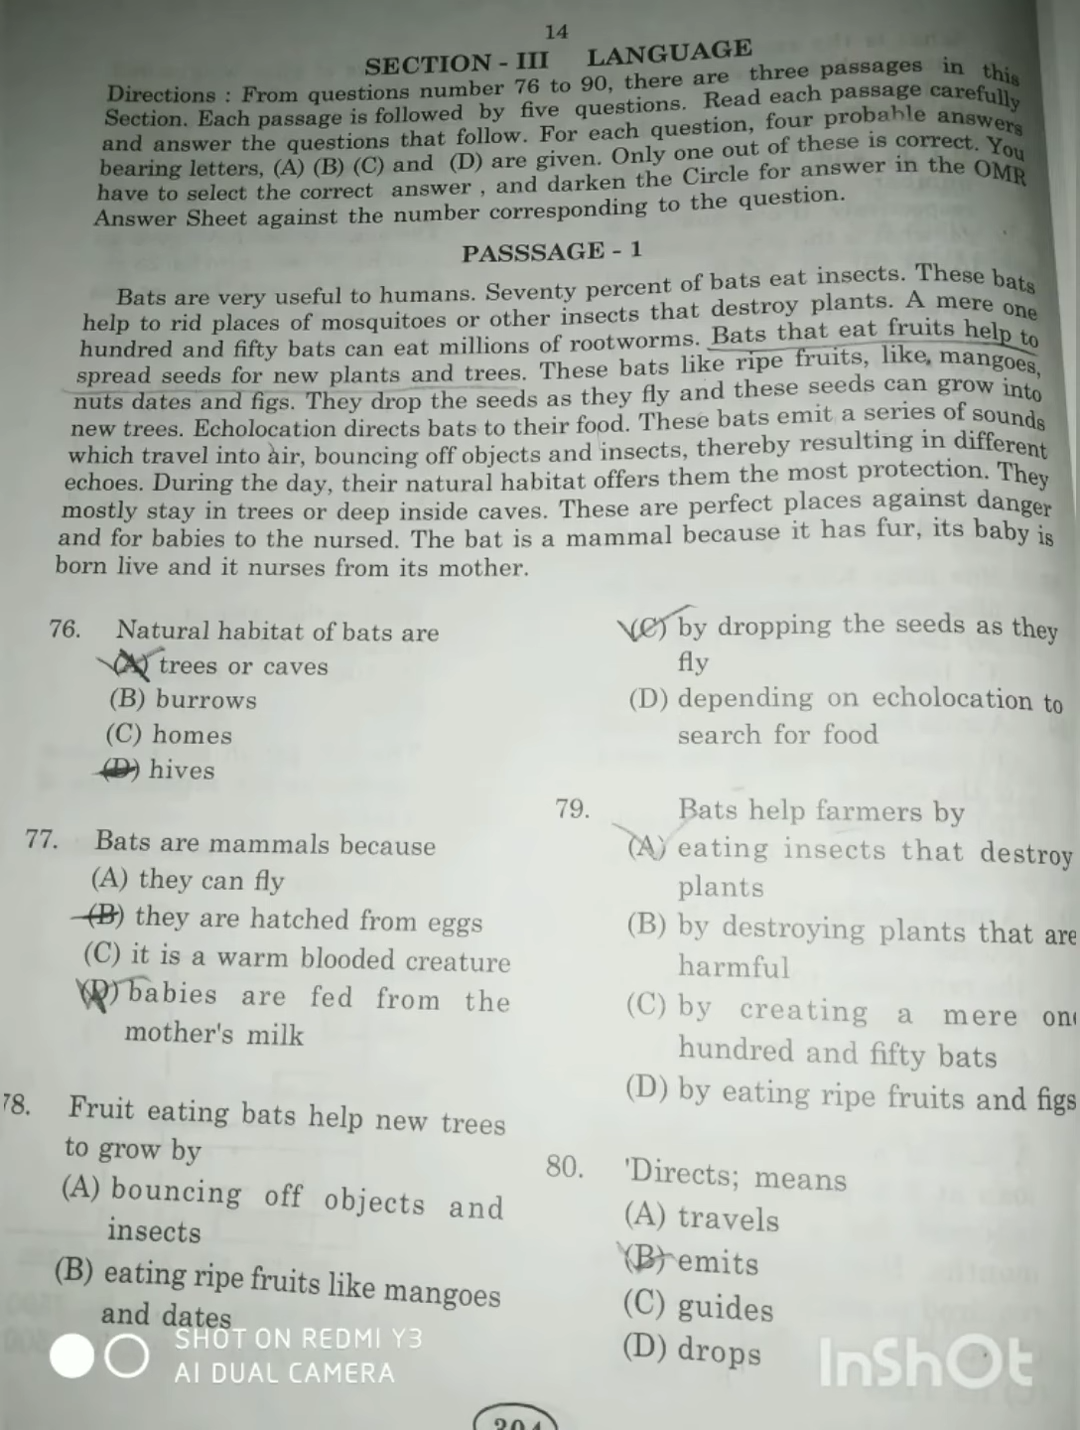 14
SECTION - III LANGUAGE
Directions : From questions number 76 to 90, there are three passages in this
Section. Each passage is followed by five questions. Read each passage carefully
and answer the questions that follow. For each question, four probable answers
bearing letters, (A) (B) (C) and (D) are given. Only one out of these is correct. You
have to select the correct answer , and darken the Circle for answer in the OMR
Answer Sheet against the number corresponding to the question.
PASSSAGE - 1
Bats are very useful to humans. Seventy percent of bats eat insects. These bats
help to rid places of mosquitoes or other insects that destroy plants. A mere one
hundred and fifty bats can eat millions of rootworms. Bats that eat fruits help to
spread seeds for new plants and trees. These bats like ripe fruits, like, mangoes,
nuts dates and figs. They drop the seeds as they fly and these seeds can grow into
new trees. Echolocation directs bats to their food. These bats emit a series of sounds
which travel into air, bouncing off objects and insects, thereby resulting in different
echoes. During the day, their natural habitat offers them the most protection. They
mostly stay in trees or deep inside caves. These are perfect places against danger
and for babies to the nursed. The bat is a mammal because it has fur, its baby is
born live and it nurses from its mother.
76. Natural habitat of bats are
(A) trees or caves
(B) burrows
(C) homes
(D) hives
77. Bats are mammals because
(A) they can fly
(B) they are hatched from eggs
(C) it is a warm blooded creature
(D) babies are fed from the
mother's milk
78. Fruit eating bats help new trees
to grow by
(A) bouncing off objects and
insects
(B) eating ripe fruits like mangoes
and dates
(C) by dropping the seeds as they
fly
(D) depending on echolocation to
search for food
79. Bats help farmers by
(A) eating insects that destroy
plants
(B) by destroying plants that are
harmful
(C) by creating a mere one
hundred and fifty bats
(D) by eating ripe fruits and figs
80. 'Directs; means
(A) travels
(B) emits
(C) guides
(D) drops
SHOT ON REDMI Y3
AI DUAL CAMERA
InShOt